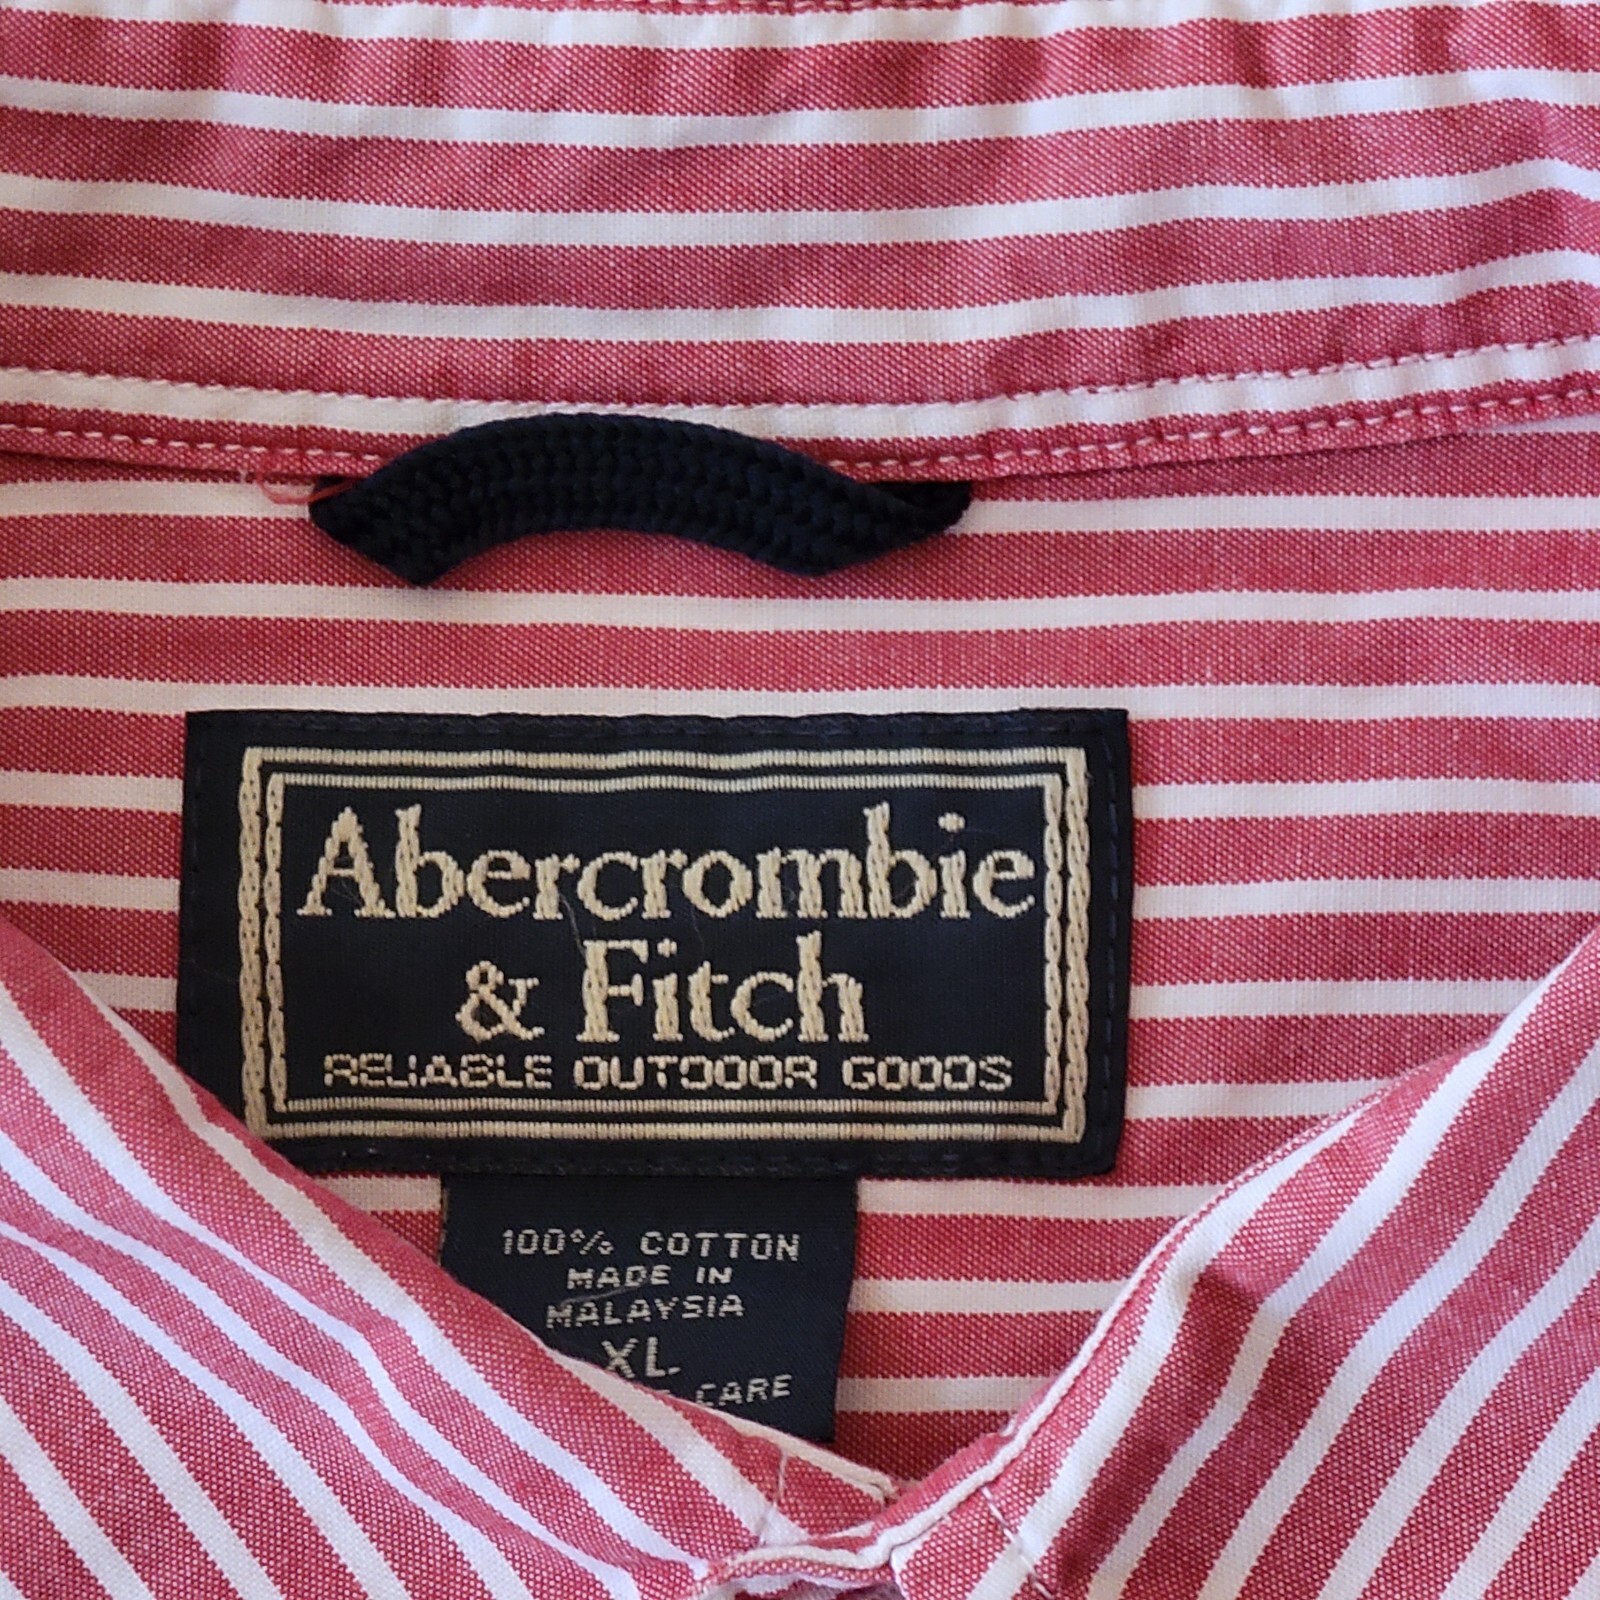 Abercrombie
& Fitch
RELIABLE OUTDOOR GOODS
100% COTTON
MADE IN
MALAYSIA
XL
CARE